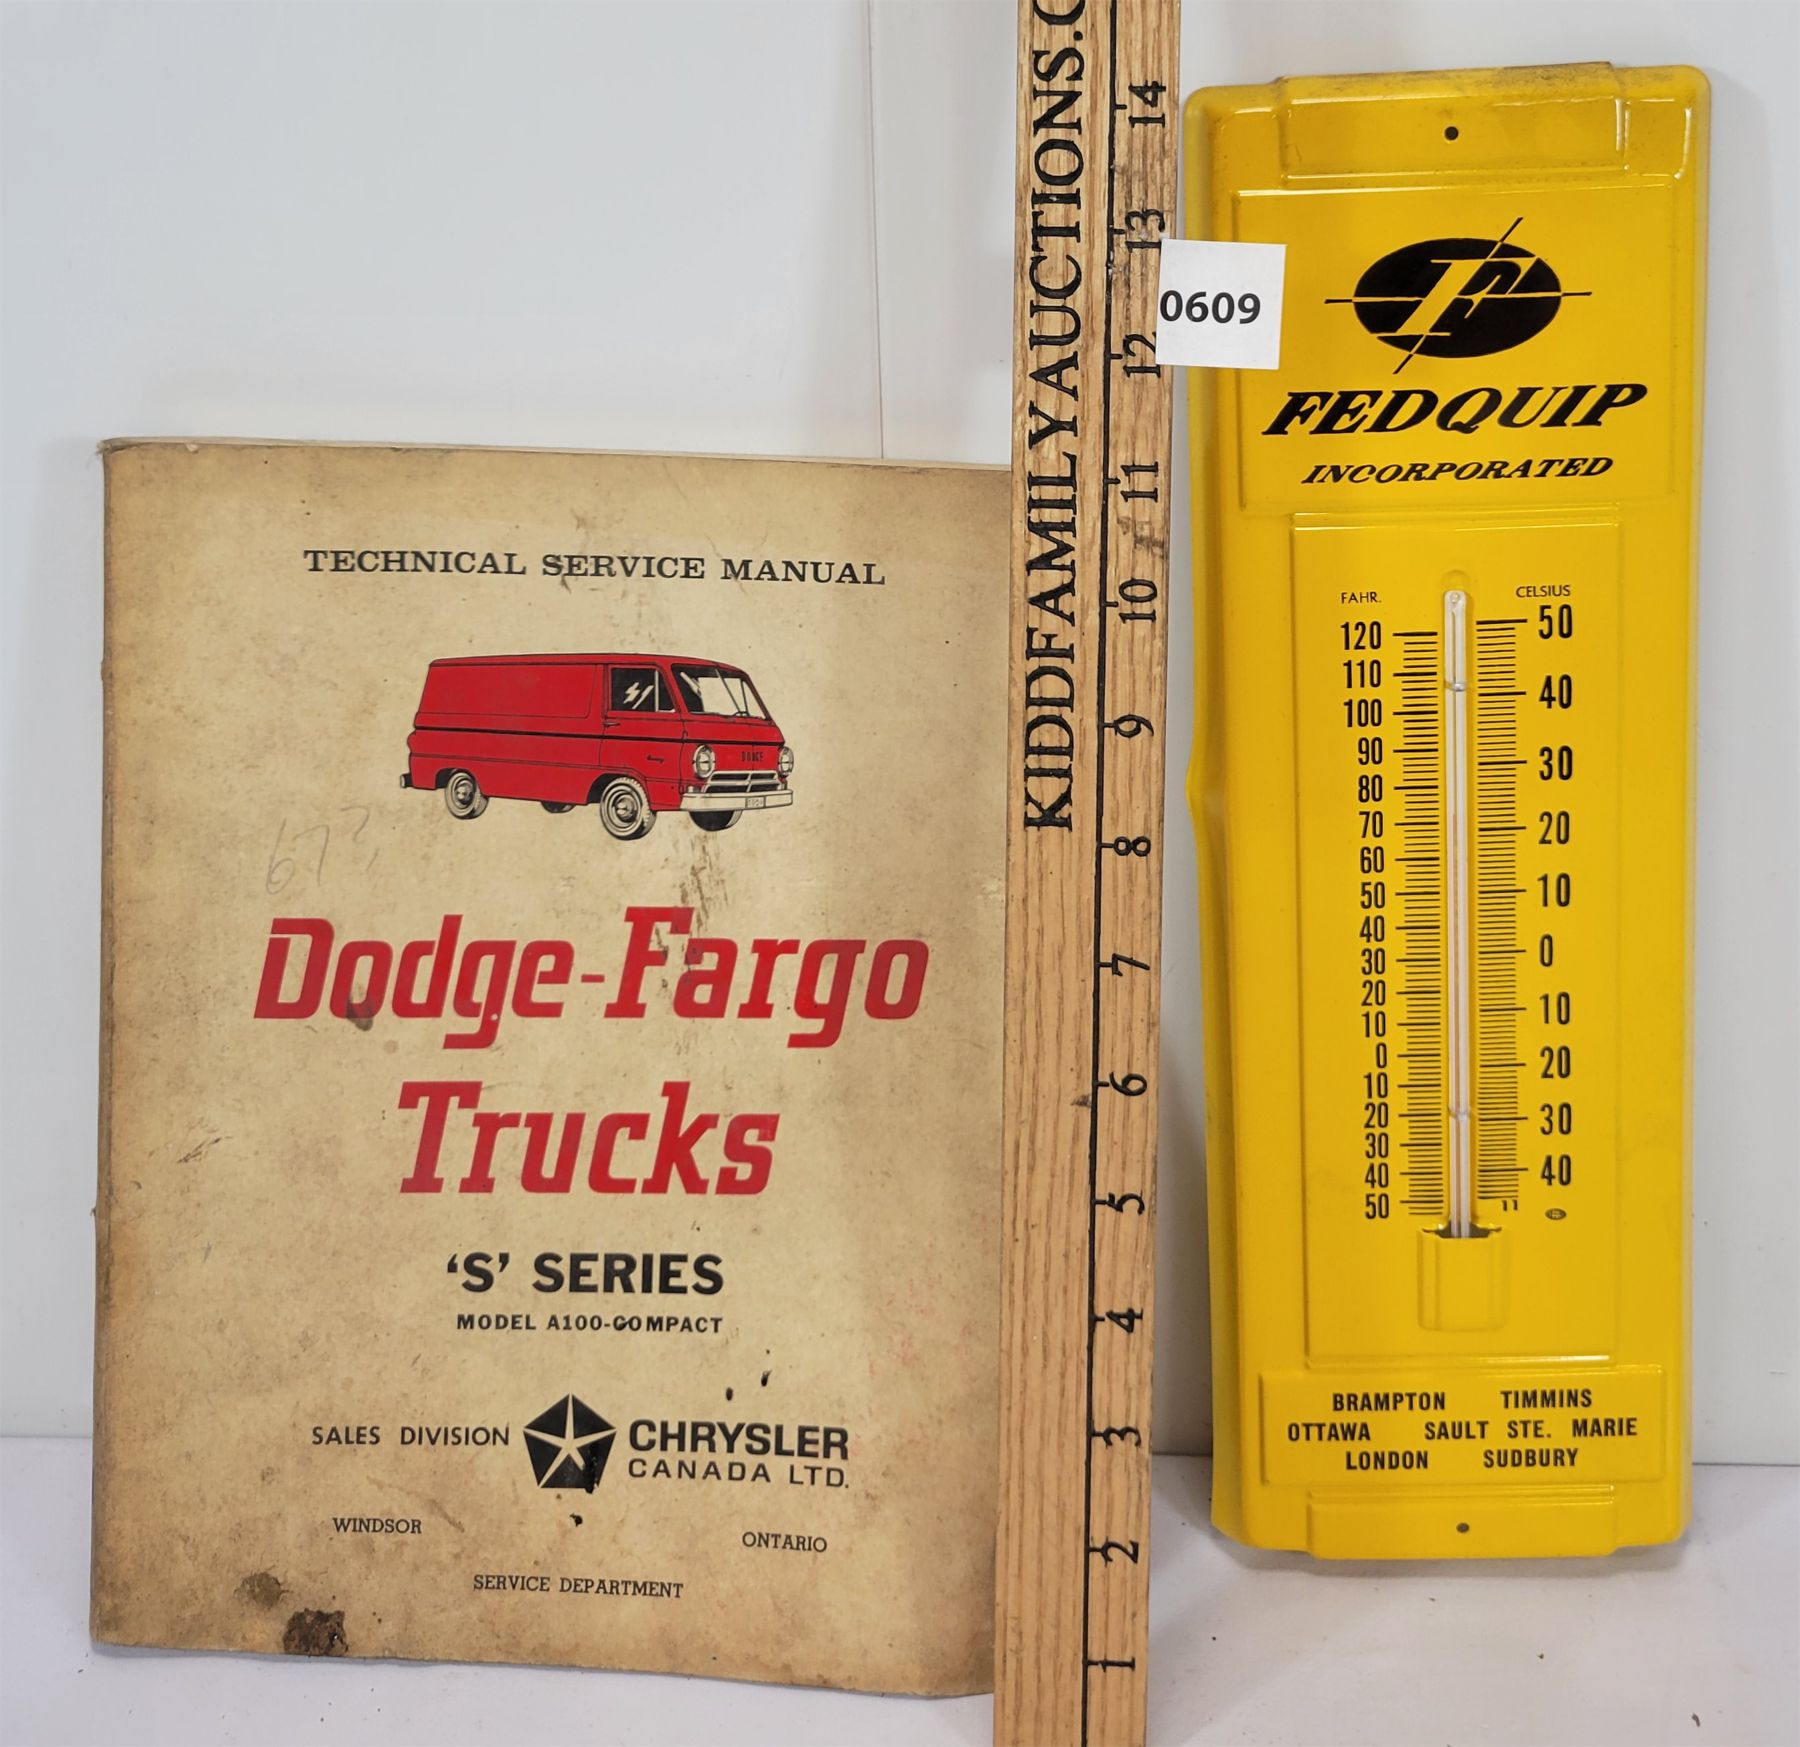 TECHNICAL SERVICE MANUAL
DODGE
67?
Dodge-Fargo
Trucks
'S' SERIES
MODEL A100-COMPACT
SALES DIVISION
CHRYSLER
CANADA LTD.
WINDSOR
ONTARIO
SERVICE DEPARTMENT
KIDDFAMILYAUCTIONS.C
14
13
12
11
10
9
8
7
6
5
4
3
2
1
0609
F
FEDQUIP
INCORPORATED
FAHR. CELSIUS
120 50
110
40
100
90 30
80
70 20
60
50 10
40
30 0
20
10 10
0 20
10
20 30
30
40 40
50
BRAMPTON TIMMINS
OTTAWA SAULT STE. MARIE
LONDON SUDBURY